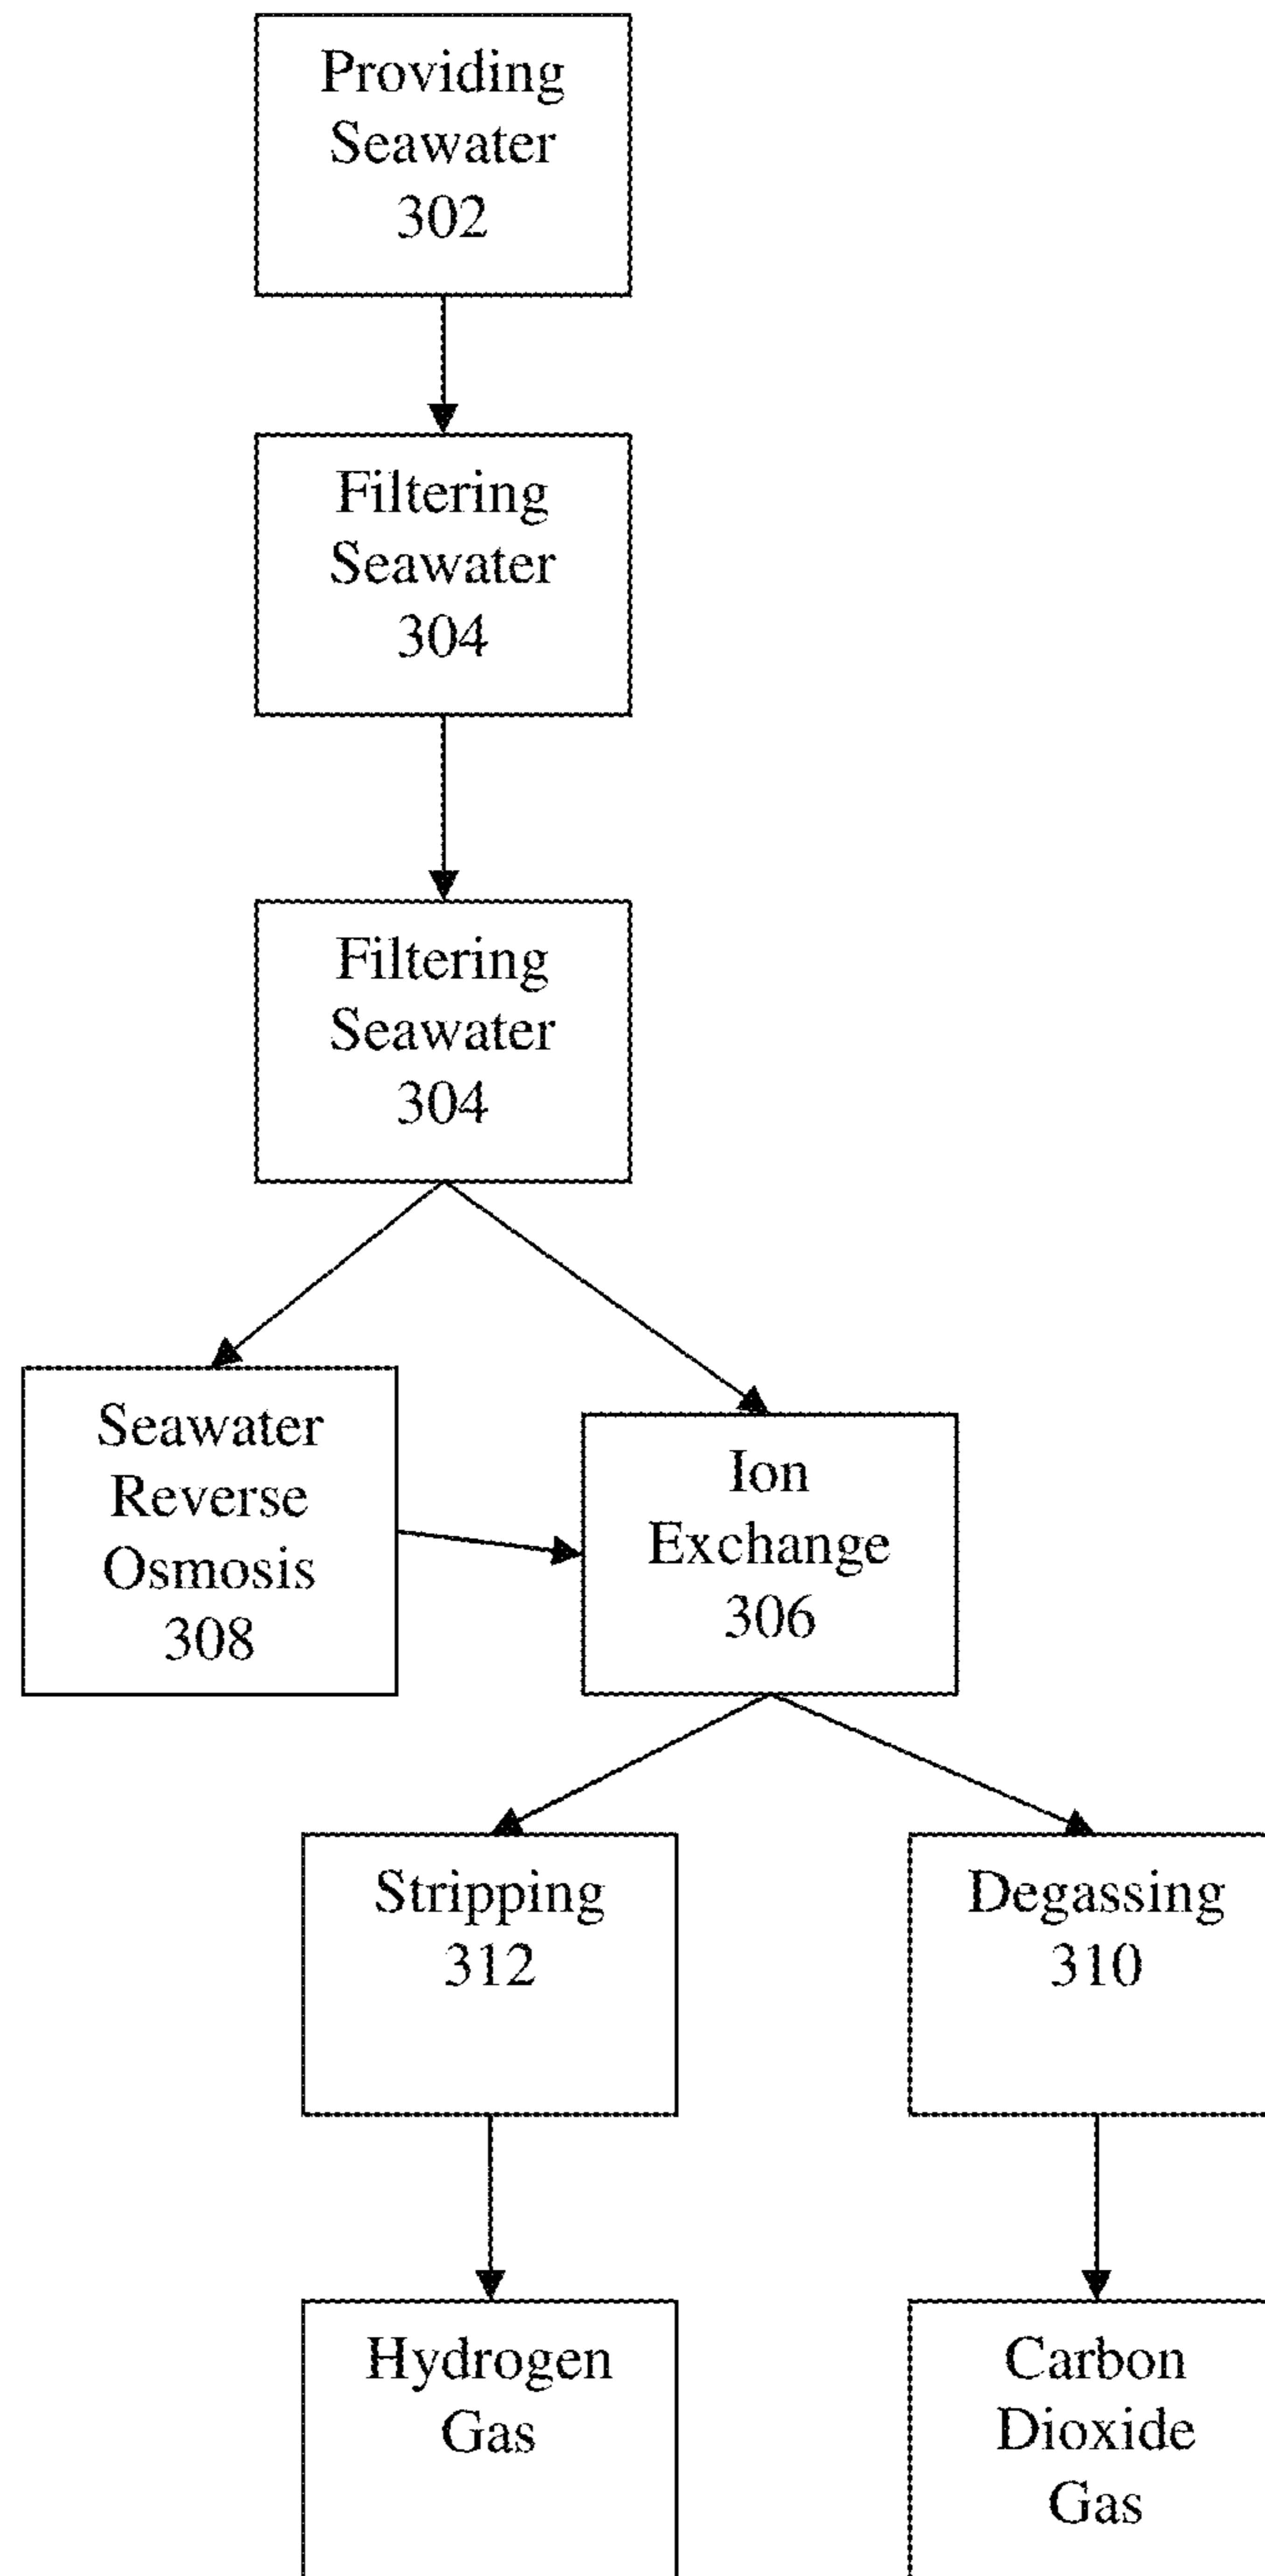 Providing
Seawater
302
Filtering
Seawater
304
Filtering
Seawater
304
Seawater
Reverse
Osmosis
308
Ion
Exchange
306
Stripping
312
Degassing
310
Hydrogen
Gas
Carbon
Dioxide
Gas